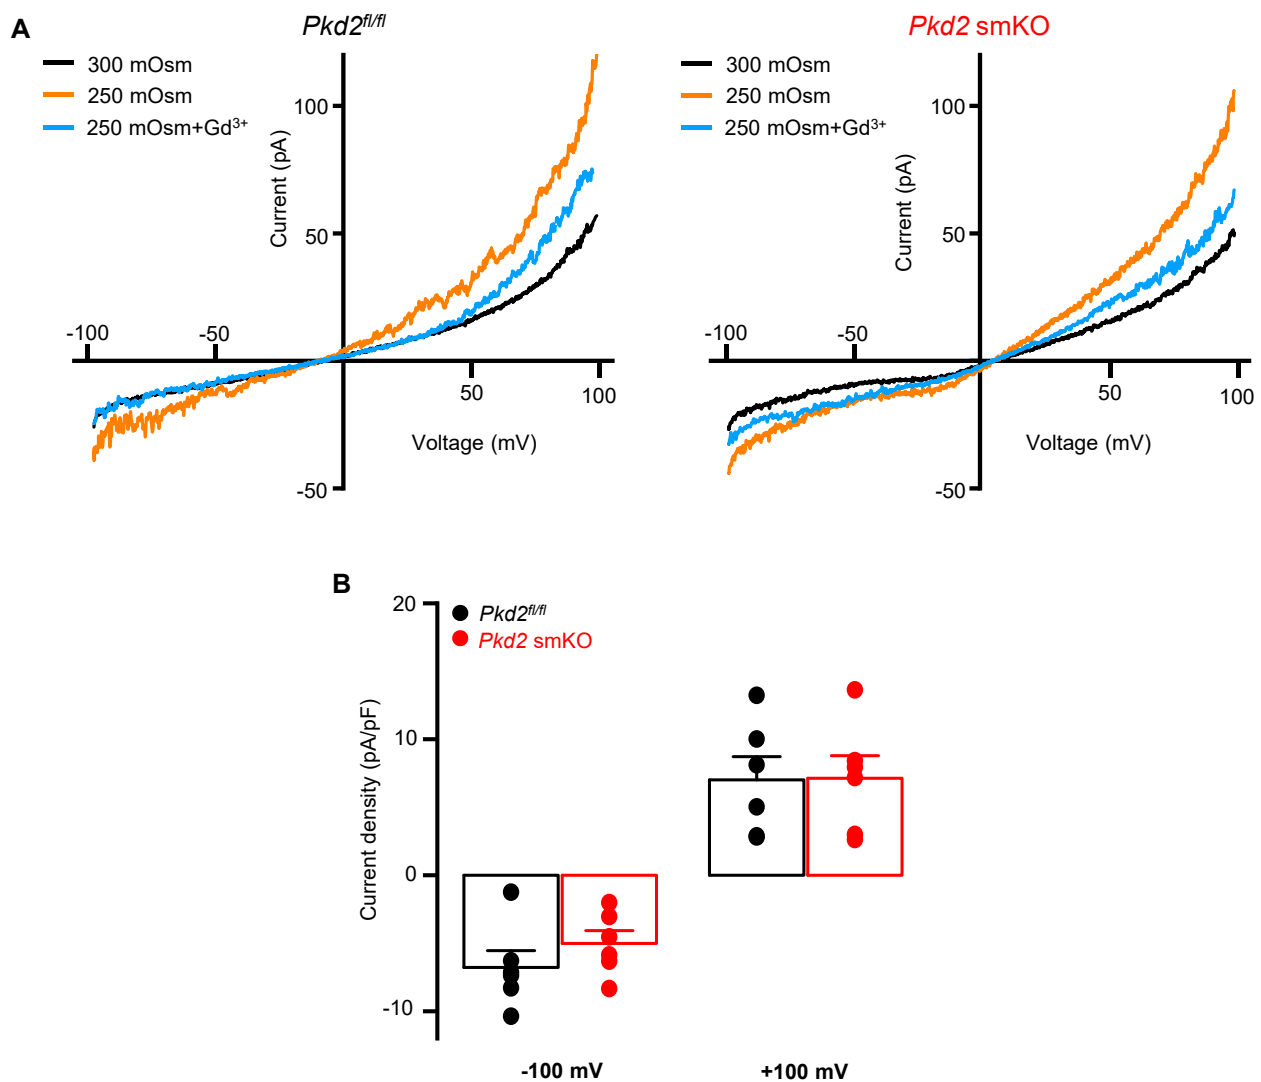 A
Pkd2fl/fl
300 mOsm
250 mOsm
250 mOsm+Gd3+
Current (pA)
100
50
-100
-50
50
100
-50
Voltage (mV)
Pkd2 smKO
300 mOsm
250 mOsm
250 mOsm+Gd3+
Current (pA)
100
50
-100
-50
50
100
-50
Voltage (mV)
B
Pkd2fl/fl
Pkd2 smKO
Current density (pA/pF)
20
10
0
-10
-100 mV
+100 mV